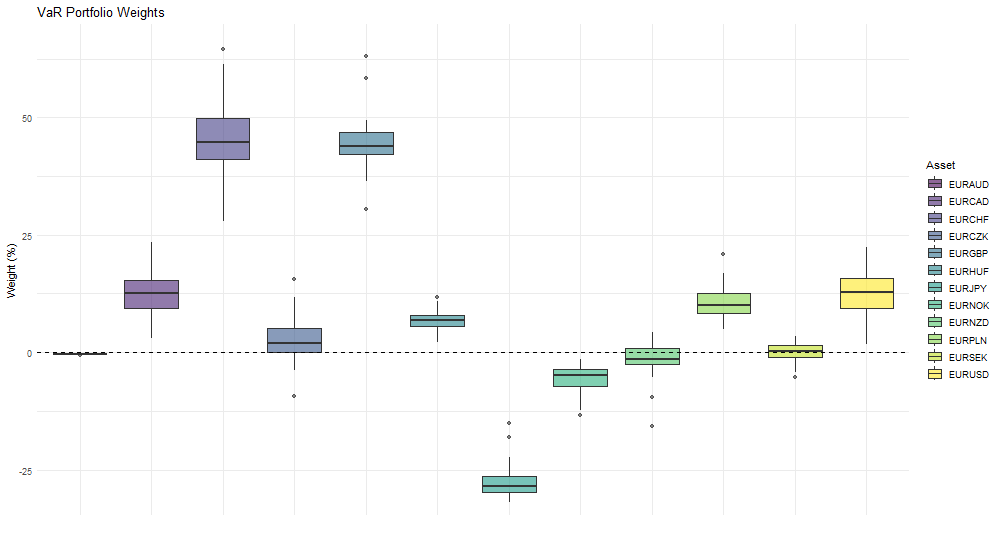 VaR Portfolio Weights
Weight (%)
50
25
0
-25
Asset
EURAUD
EURCAD
EURCHF
EURCZK
EURGBP
EURHUF
EURJPY
EURNOK
EURNZD
EURPLN
EURSEK
EURUSD